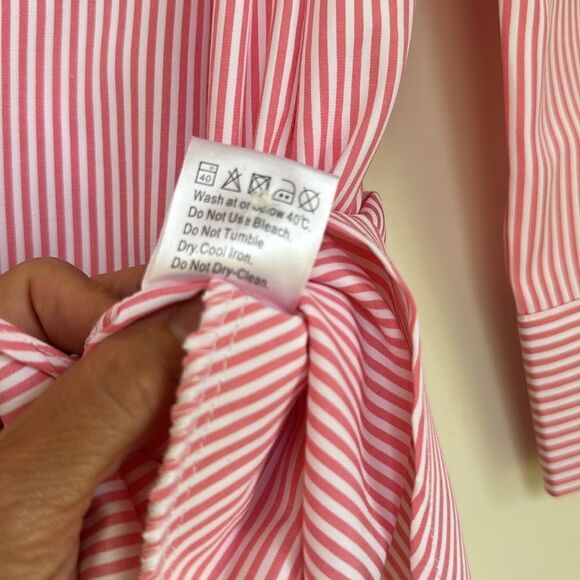 40
Wash at or below 40℃.
Do Not Use Bleach.
Do Not Tumble
Dry.Cool Iron.
Do Not Dry-Clean.